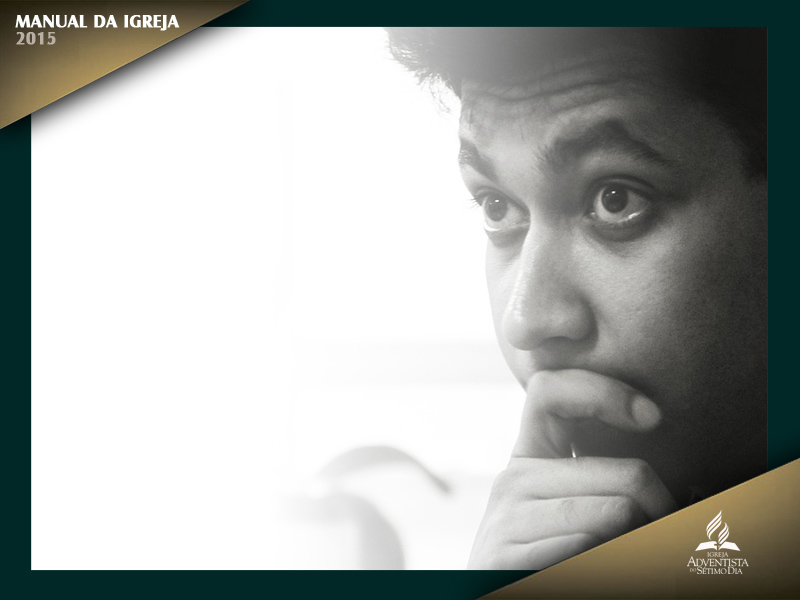 MANUAL DA IGREJA
2015
IGREJA
ADVENTISTA
DO SÉTIMO DIA